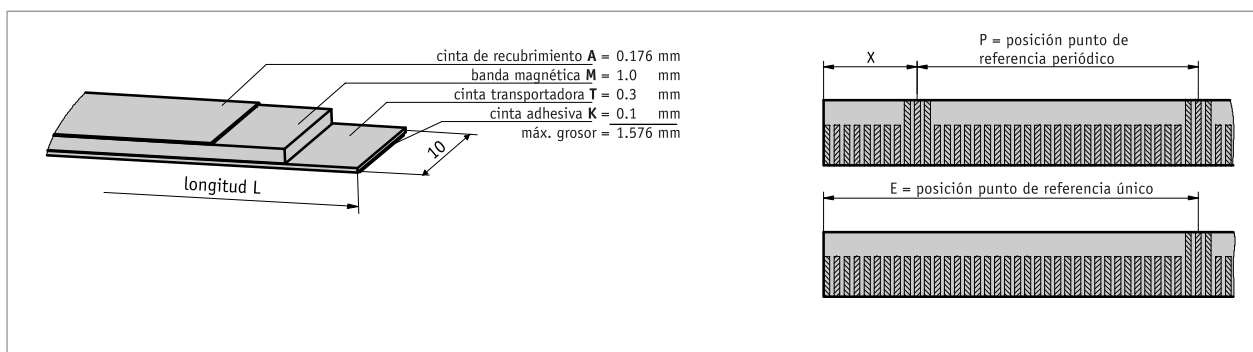 cinta de recubrimiento A = 0.176 mm
banda magnética M = 1.0 mm
cinta transportadora T = 0.3 mm
cinta adhesiva K = 0.1 mm
máx. grosor = 1.576 mm
10
longitud L
P = posición punto de
referencia periódico
X
E = posición punto de referencia único